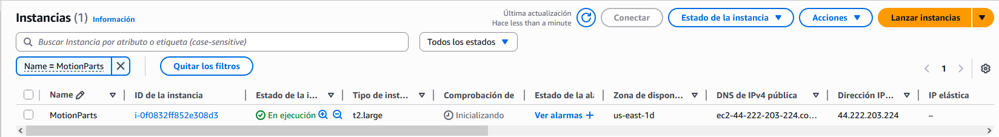 Instancias (1) Información
Última actualización
Hace less than a minute
Conectar
Estado de la instancia
Acciones
Lanzar instancias
Buscar Instancia por atributo o etiqueta (case-sensitive)
Todos los estados
Name = MotionParts
Quitar los filtros
1
Name ID de la instancia Estado de la i... Tipo de inst... Comprobación de Estado de la ala Zona de dispon... DNS de IPv4 pública Dirección IP... IP elástica
MotionParts i-0f0832ff852e308d3 En ejecución t2.large Inicializando Ver alarmas + us-east-1d ec2-44-222-203-224.co... 44.222.203.224 –